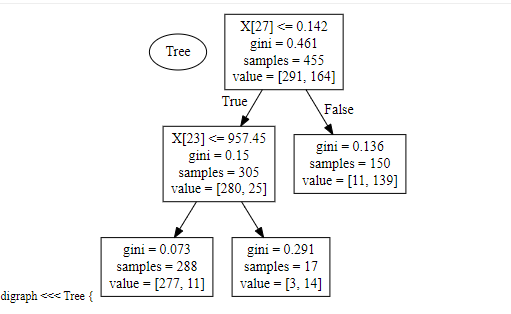 Tree
X[27] <= 0.142
gini = 0.461
samples = 455
value = [291, 164]
True
False
X[23] <= 957.45
gini = 0.15
samples = 305
value = [280, 25]
gini = 0.136
samples = 150
value = [11, 139]
gini = 0.073
samples = 288
value = [277, 11]
gini = 0.291
samples = 17
value = [3, 14]
digraph <<< Tree {